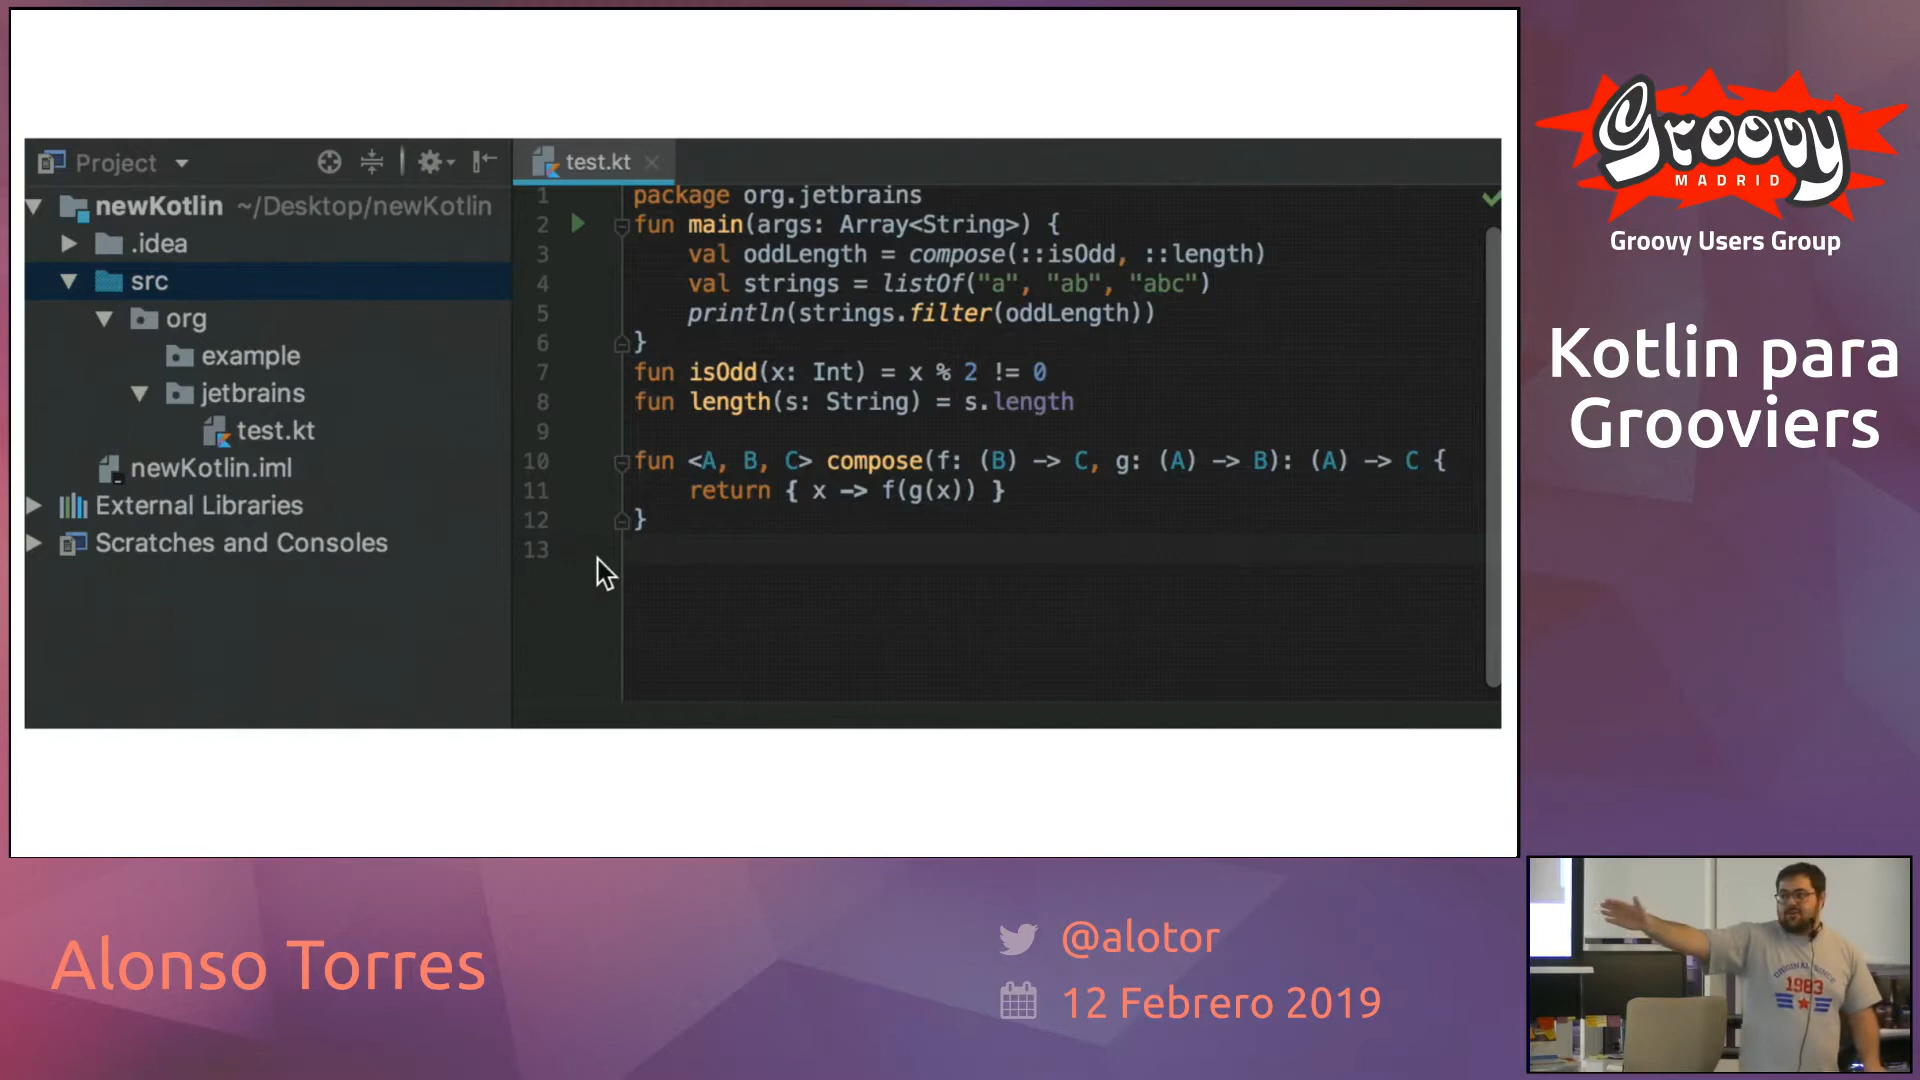 Project
newKotlin ~/Desktop/newKotlin
.idea
src
org
example
jetbrains
test.kt
newKotlin.iml
External Libraries
Scratches and Consoles
test.kt
1 package org.jetbrains
2 fun main(args: Array<String>) {
3 val oddLength = compose(::isOdd, ::length)
4 val strings = listOf("a", "ab", "abc")
5 println(strings.filter(oddLength))
6 }
7 fun isOdd(x: Int) = x % 2 != 0
8 fun length(s: String) = s.length
9
10 fun <A, B, C> compose(f: (B) -> C, g: (A) -> B): (A) -> C {
11 return { x -> f(g(x)) }
12 }
13
Groovy
MADRID
Groovy Users Group
Kotlin para
Grooviers
Alonso Torres
@alotor
12 Febrero 2019
ORIGINAL SINCE
1983